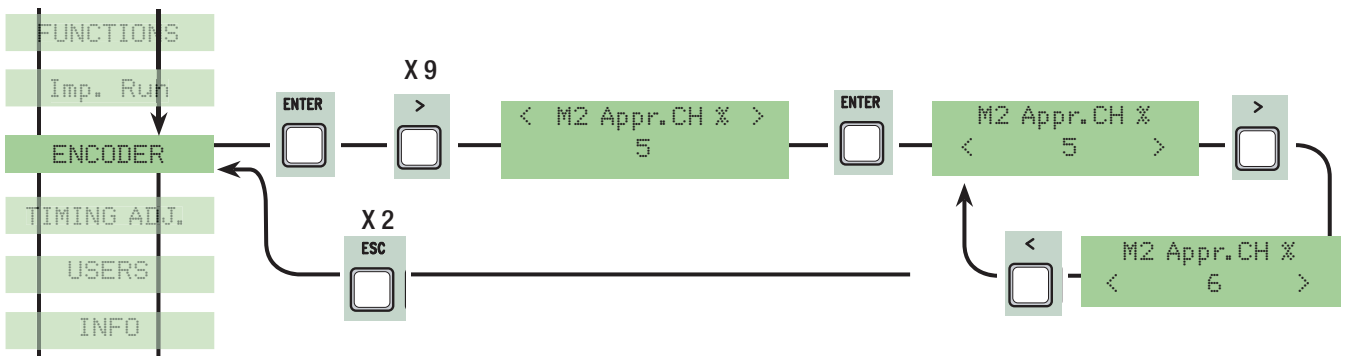 FUNCTIONS
Imp. Run
ENCODER
TIMING ADJ.
USERS
INFO
ENTER
X 9
>
< M2 Appr.CH % >
5
ENTER
M2 Appr.CH %
< 5 >
>
X 2
ESC
<
M2 Appr.CH %
< 6 >